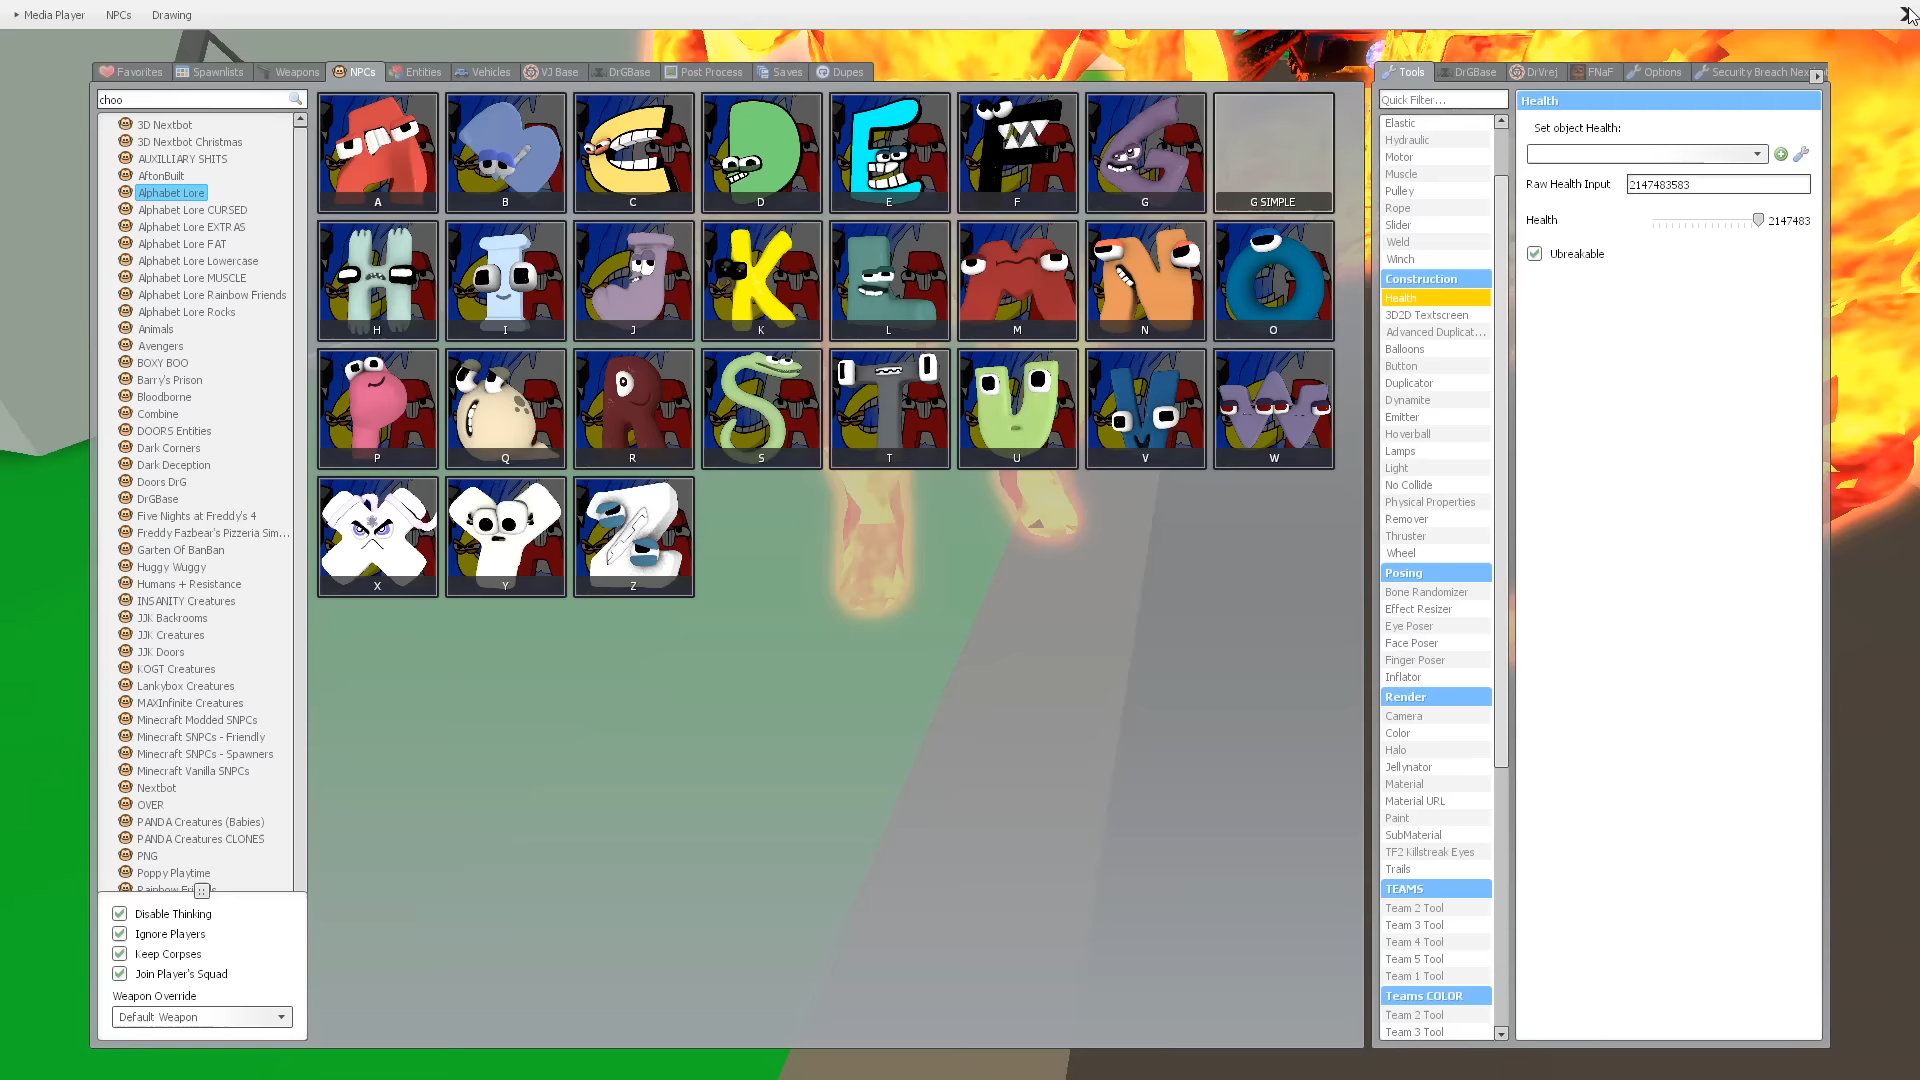 Media Player NPCs Drawing
Favorites Spawnlists Weapons NPCs Entities Vehicles VJ Base DrGBase Post Process Saves Dupes
Tools DrGBase DrVrej FNaF Options Security Breach
choo
3D Nextbot
3D Nextbot Christmas
AUXILLIARY SHITS
AftonBuilt
Alphabet Lore
Alphabet Lore CURSED
Alphabet Lore EXTRAS
Alphabet Lore FAT
Alphabet Lore Lowercase
Alphabet Lore MUSCLE
Alphabet Lore Rainbow Friends
Alphabet Lore Rocks
Animals
Avengers
BOXY BOO
Barry's Prison
Bloodborne
Combine
DOORS Entities
Dark Corners
Dark Deception
Doors DrG
DrGBase
Five Nights at Freddy's 4
Freddy Fazbear's Pizzeria Sim...
Garten Of BanBan
Huggy Wuggy
Humans + Resistance
INSANITY Creatures
JJK Backrooms
JJK Creatures
JJK Doors
KOGT Creatures
Lankybox Creatures
MAXInfinite Creatures
Minecraft Modded SNPCs
Minecraft SNPCs - Friendly
Minecraft SNPCs - Spawners
Minecraft Vanilla SNPCs
Nextbot
OVER
PANDA Creatures (Babies)
PANDA Creatures CLONES
PNG
Poppy Playtime
Disable Thinking
Ignore Players
Keep Corpses
Join Player's Squad
Weapon Override
Default Weapon
A B C D E F G G SIMPLE
H I J K L M N O
P Q R S T U V W
X Y Z
Quick Filter...
Elastic
Hydraulic
Motor
Muscle
Pulley
Rope
Slider
Weld
Winch
Construction
Health
3D2D Textscreen
Advanced Duplicat...
Balloons
Button
Duplicator
Dynamite
Emitter
Hoverball
Lamps
Light
No Collide
Physical Properties
Remover
Thruster
Wheel
Posing
Bone Randomizer
Effect Resizer
Eye Poser
Face Poser
Finger Poser
Inflator
Render
Camera
Color
Halo
Jellynator
Material
Material URL
Paint
SubMaterial
TF2 Killstreak Eyes
Trails
TEAMS
Team 2 Tool
Team 3 Tool
Team 4 Tool
Team 5 Tool
Team 1 Tool
Teams COLOR
Team 2 Tool
Team 3 Tool
Health
Set object Health:
Raw Health Input 2147483583
Health 2147483
Ubreakable